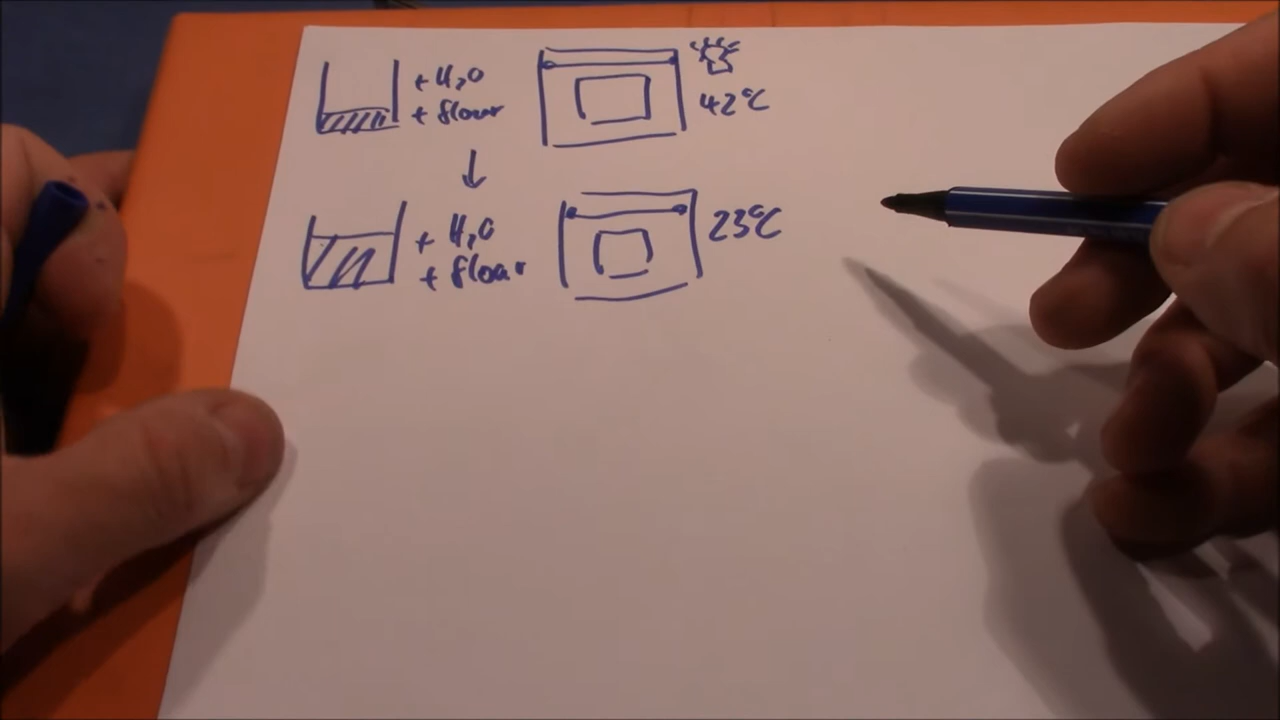 + H₂O
+ flour
42°C
+ H₂O
+ flour
23°C